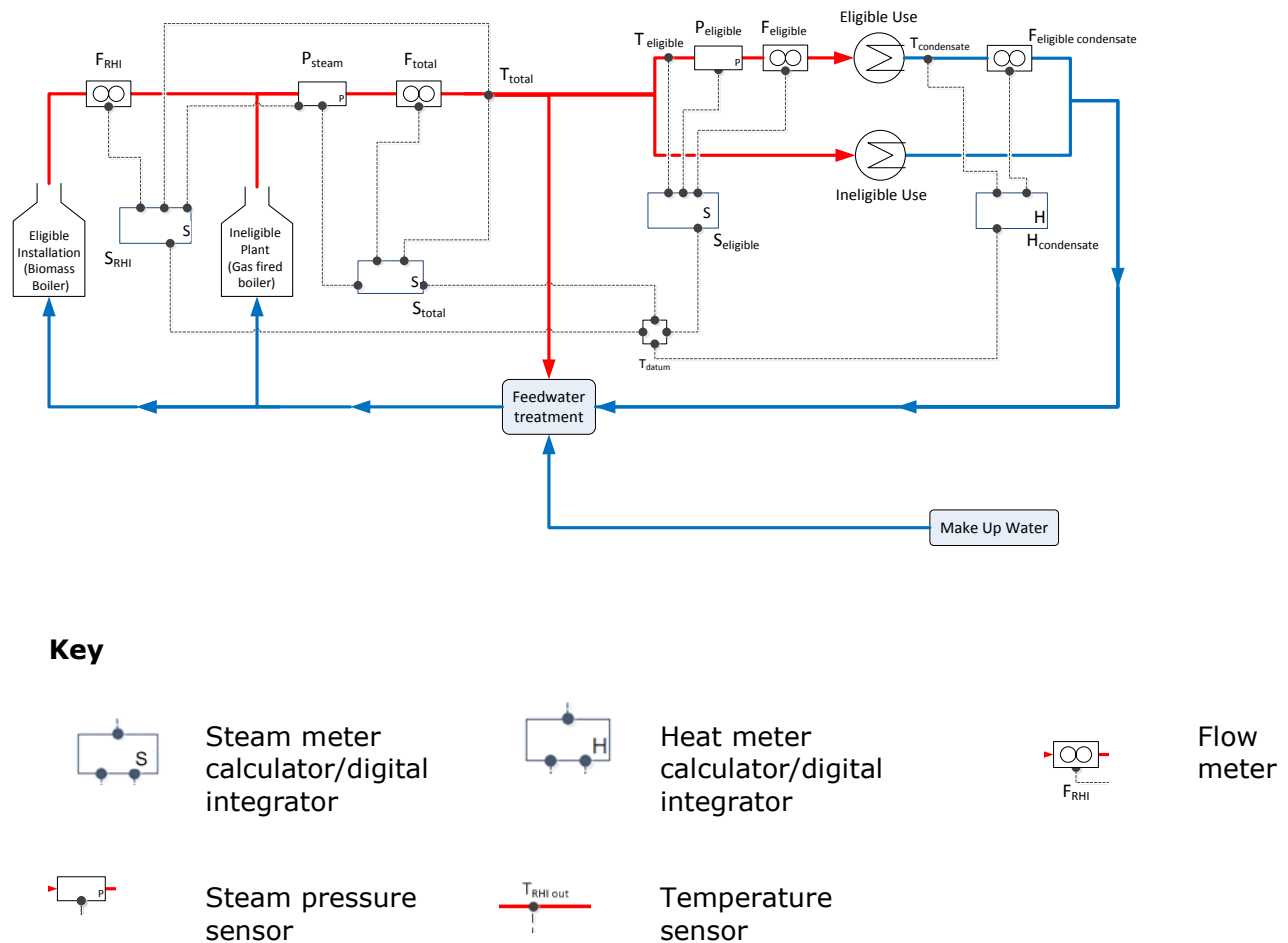 Eligible Use
F_RHI
P_steam
F_total
T_total
T_eligible
P_eligible
F_eligible
T_condensate
F_eligible condensate
P
P
Ineligible Use
Eligible
Installation
(Biomass
Boiler)
S
S_RHI
Ineligible
Plant
(Gas fired
boiler)
S
S_total
S
S_eligible
H
H_condensate
T_datum
Feedwater
treatment
Make Up Water
Key
S
Steam meter
calculator/digital
integrator
H
Heat meter
calculator/digital
integrator
F_RHI
Flow
meter
P
Steam pressure
sensor
T_RHI out
Temperature
sensor